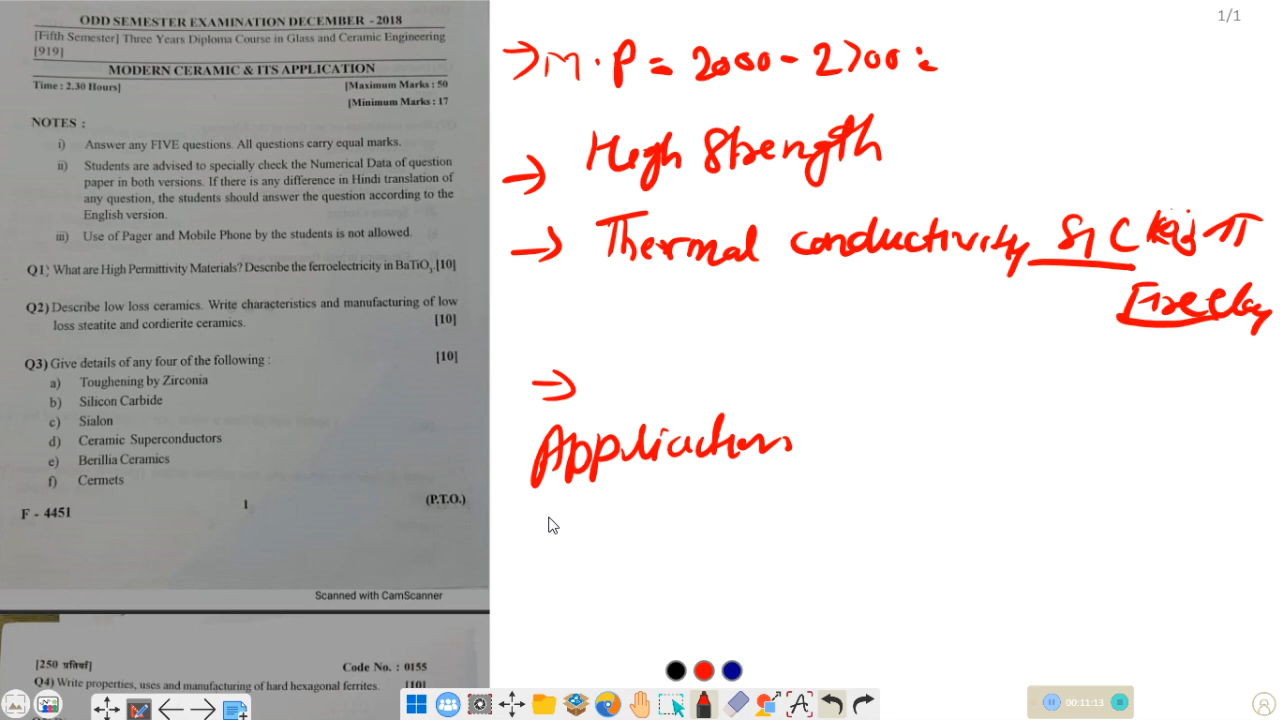 ODD SEMESTER EXAMINATION DECEMBER - 2018
[Fifth Semester] Three Years Diploma Course in Glass and Ceramic Engineering
[919]
MODERN CERAMIC & ITS APPLICATION
Time : 2.30 Hours]
[Maximum Marks : 50
[Minimum Marks : 17
NOTES :
i) Answer any FIVE questions. All questions carry equal marks.
ii) Students are advised to specially check the Numerical Data of question
paper in both versions. If there is any difference in Hindi translation of
any question, the students should answer the question according to the
English version.
iii) Use of Pager and Mobile Phone by the students is not allowed.
Q1) What are High Permittivity Materials? Describe the ferroelectricity in BaTiO3. [10]
Q2) Describe low loss ceramics. Write characteristics and manufacturing of low
loss steatite and cordierite ceramics. [10]
Q3) Give details of any four of the following : [10]
a) Toughening by Zirconia
b) Silicon Carbide
c) Sialon
d) Ceramic Superconductors
e) Berillia Ceramics
f) Cermets
1 (P.T.O.)
F - 4451
Scanned with CamScanner
[250 प्रतियाँ] Code No. : 0155
Q4) Write properties, uses and manufacturing of hard hexagonal ferrites. [10]
1/1
→ M.P = 2000 - 2700
→ High Strength
→ Thermal conductivity SiC
Fireclay
→
Applications
00:11:13